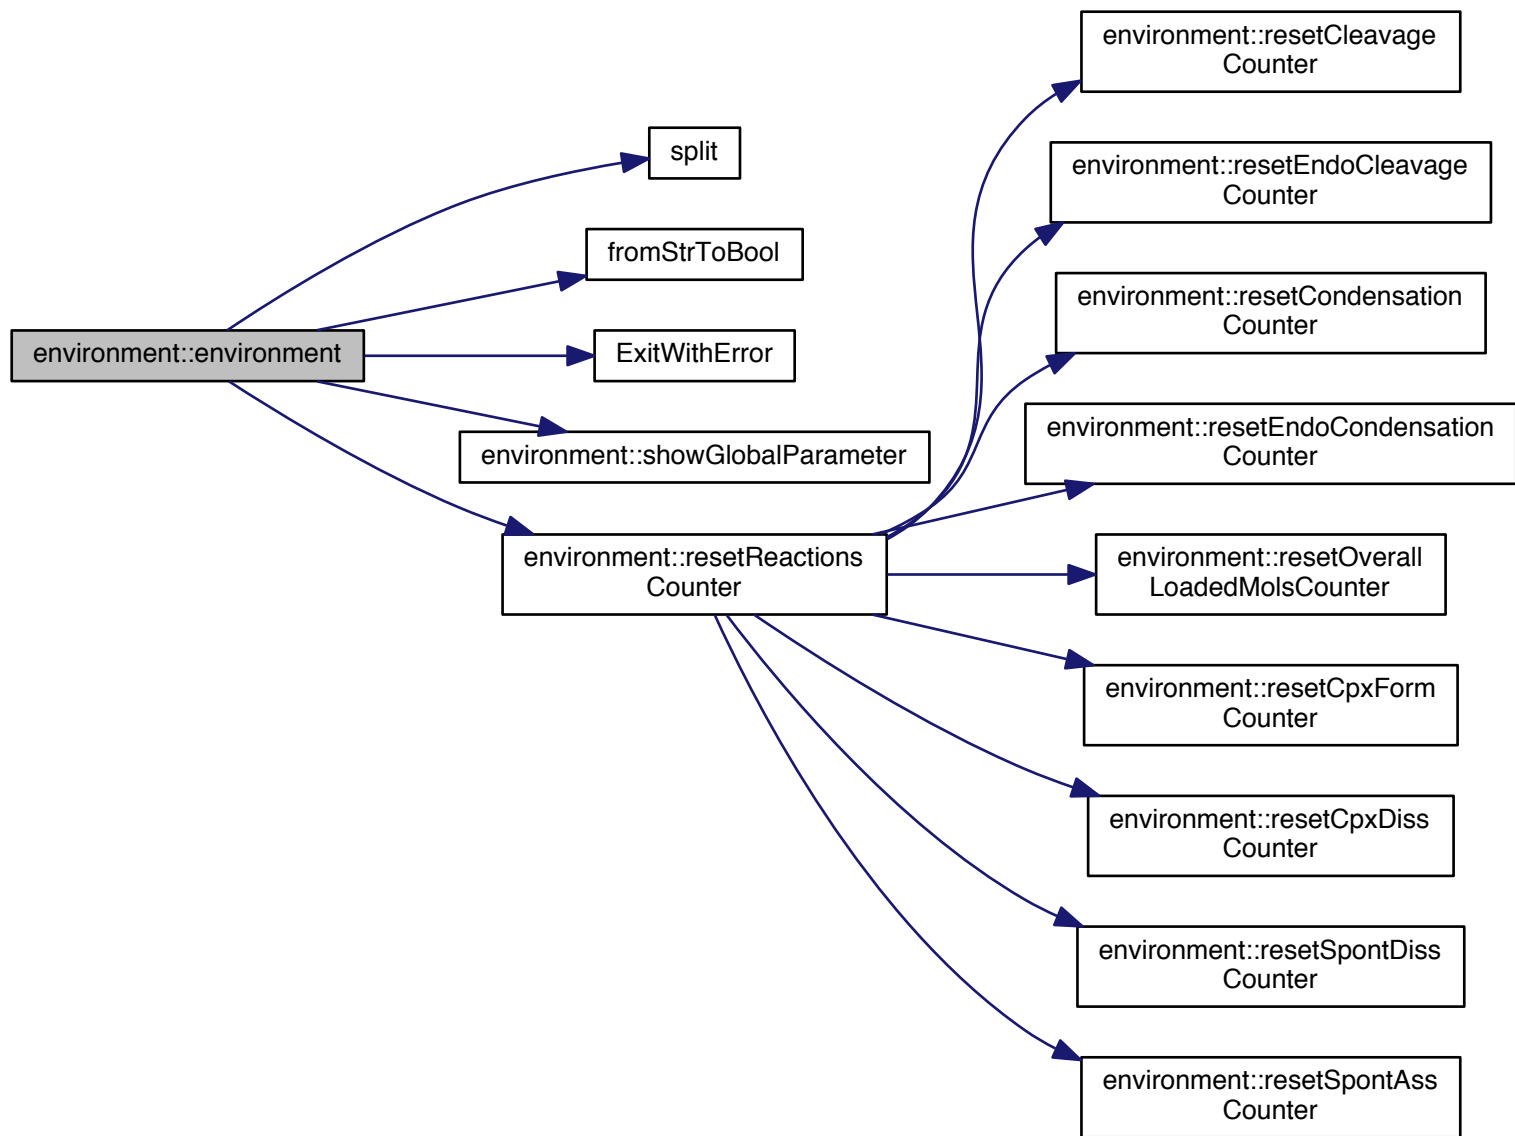 environment::environment
split
fromStrToBool
ExitWithError
environment::showGlobalParameter
environment::resetReactions
Counter
environment::resetCleavage
Counter
environment::resetEndoCleavage
Counter
environment::resetCondensation
Counter
environment::resetEndoCondensation
Counter
environment::resetOverall
LoadedMolsCounter
environment::resetCpxForm
Counter
environment::resetCpxDiss
Counter
environment::resetSpontDiss
Counter
environment::resetSpontAss
Counter